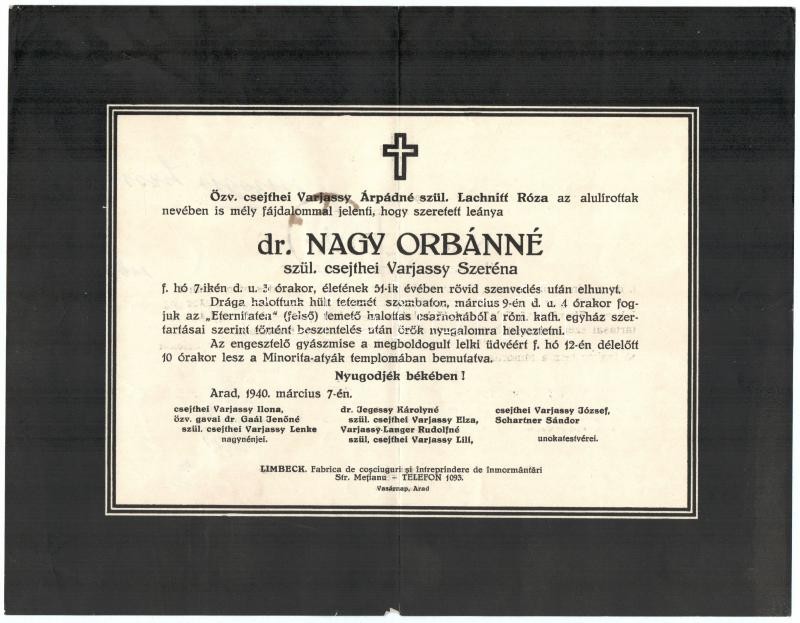 Özv. csejthei Varjassy Árpádné szül. Lachnitt Róza az alulírottak
nevében is mély fájdalommal jelenti, hogy szeretett leánya
dr. NAGY ORBÁNNÉ
szül. csejthei Varjassy Szeréna
f. hó 7-ikén d. u. órakor, életének 51-ik évében rövid szenvedés után elhunyt.
Drága halottunk hült tetemét szombaton, március 9-én d. u. 4 órakor fog-
juk az „Eternitatea" (felső) temető halottas csarnokából a róm. kath. egyház szer-
tartásai szerint történt beszentelés után örök nyugalomra helyeztetni.
Az engesztelő gyászmise a megboldogult lelki üdvéért f. hó 12-én délelőtt
10 órakor lesz a Minorita-atyák templomában bemutatva.
Nyugodjék békében !
Arad, 1940. március 7-én.
csejthei Varjassy Ilona,
özv. gavai dr. Gaál Jenőné
szül. csejthei Varjassy Lenke
nagynénjei.
dr. Jegessy Károlyné
szül. csejthei Varjassy Elza,
Varjassy-Langer Rudolfné
szül. csejthei Varjassy Lili,
csejthei Varjassy József,
Schartner Sándor
unokatestvérei.
LIMBECK. Fabrica de coșciuguri și întreprindere de înmormântări
Str. Mețianu – TELEFON 1093.
Vasárnap, Arad